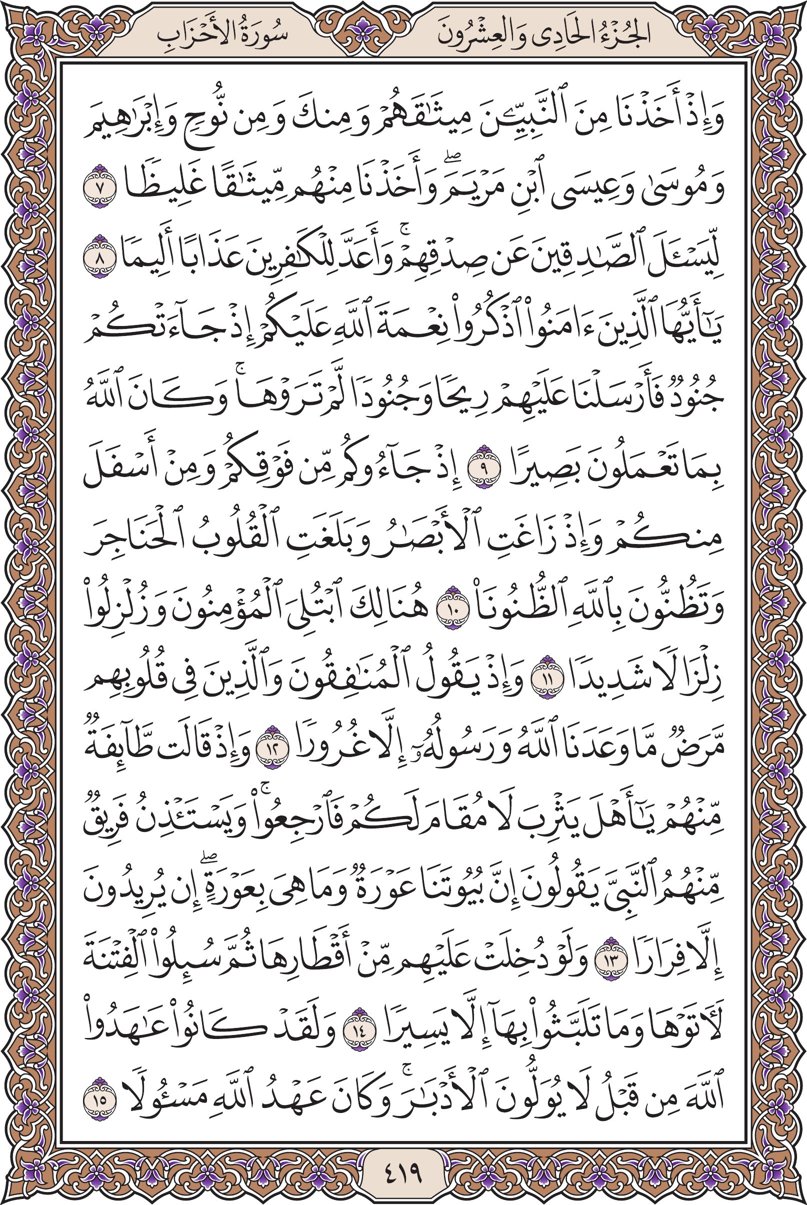 الجُزْءُ الحَادِى وَالعِشْرُونَ
سُورَةُ الأَحْزَابِ
وَإِذْ أَخَذْنَا مِنَ ٱلنَّبِيِّـۧنَ مِيثَـٰقَهُمْ وَمِنكَ وَمِن نُّوحٍ وَإِبْرَٰهِيمَ
وَمُوسَىٰ وَعِيسَى ٱبْنِ مَرْيَمَۖ وَأَخَذْنَا مِنْهُم مِّيثَـٰقًا غَلِيظًا ٧
لِّيَسْـَٔلَ ٱلصَّـٰدِقِينَ عَن صِدْقِهِمْۚ وَأَعَدَّ لِلْكَـٰفِرِينَ عَذَابًا أَلِيمًا ٨
يَـٰٓأَيُّهَا ٱلَّذِينَ ءَامَنُوا۟ ٱذْكُرُوا۟ نِعْمَةَ ٱللَّهِ عَلَيْكُمْ إِذْ جَآءَتْكُمْ
جُنُودٌ فَأَرْسَلْنَا عَلَيْهِمْ رِيحًا وَجُنُودًا لَّمْ تَرَوْهَاۚ وَكَانَ ٱللَّهُ
بِمَا تَعْمَلُونَ بَصِيرًا ٩ إِذْ جَآءُوكُم مِّن فَوْقِكُمْ وَمِنْ أَسْفَلَ
مِنكُمْ وَإِذْ زَاغَتِ ٱلْأَبْصَـٰرُ وَبَلَغَتِ ٱلْقُلُوبُ ٱلْحَنَاجِرَ
وَتَظُنُّونَ بِٱللَّهِ ٱلظُّنُونَا۠ ١٠ هُنَالِكَ ٱبْتُلِىَ ٱلْمُؤْمِنُونَ وَزُلْزِلُوا۟
زِلْزَالًا شَدِيدًا ١١ وَإِذْ يَقُولُ ٱلْمُنَـٰفِقُونَ وَٱلَّذِينَ فِى قُلُوبِهِم
مَّرَضٌ مَّا وَعَدَنَا ٱللَّهُ وَرَسُولُهُۥٓ إِلَّا غُرُورًا ١٢ وَإِذْ قَالَت طَّآئِفَةٌ
مِّنْهُمْ يَـٰٓأَهْلَ يَثْرِبَ لَا مُقَامَ لَكُمْ فَٱرْجِعُوا۟ۚ وَيَسْتَـْٔذِنُ فَرِيقٌ
مِّنْهُمُ ٱلنَّبِىَّ يَقُولُونَ إِنَّ بُيُوتَنَا عَوْرَةٌ وَمَا هِىَ بِعَوْرَةٍۖ إِن يُرِيدُونَ
إِلَّا فِرَارًا ١٣ وَلَوْ دُخِلَتْ عَلَيْهِم مِّنْ أَقْطَارِهَا ثُمَّ سُئِلُوا۟ ٱلْفِتْنَةَ
لَـَٔاتَوْهَا وَمَا تَلَبَّثُوا۟ بِهَآ إِلَّا يَسِيرًا ١٤ وَلَقَدْ كَانُوا۟ عَـٰهَدُوا۟
ٱللَّهَ مِن قَبْلُ لَا يُوَلُّونَ ٱلْأَدْبَـٰرَۚ وَكَانَ عَهْدُ ٱللَّهِ مَسْـُٔولًا ١٥
٤١٩